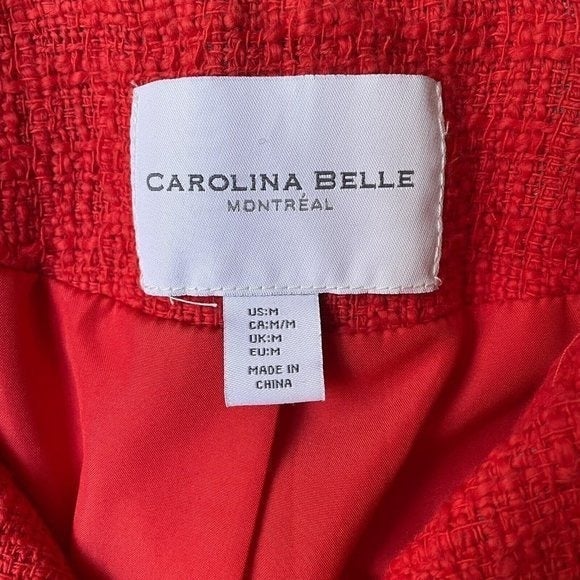 CAROLINA BELLE
MONTRÉAL
US:M
CA:M/M
UK:M
EU:M
MADE IN
CHINA